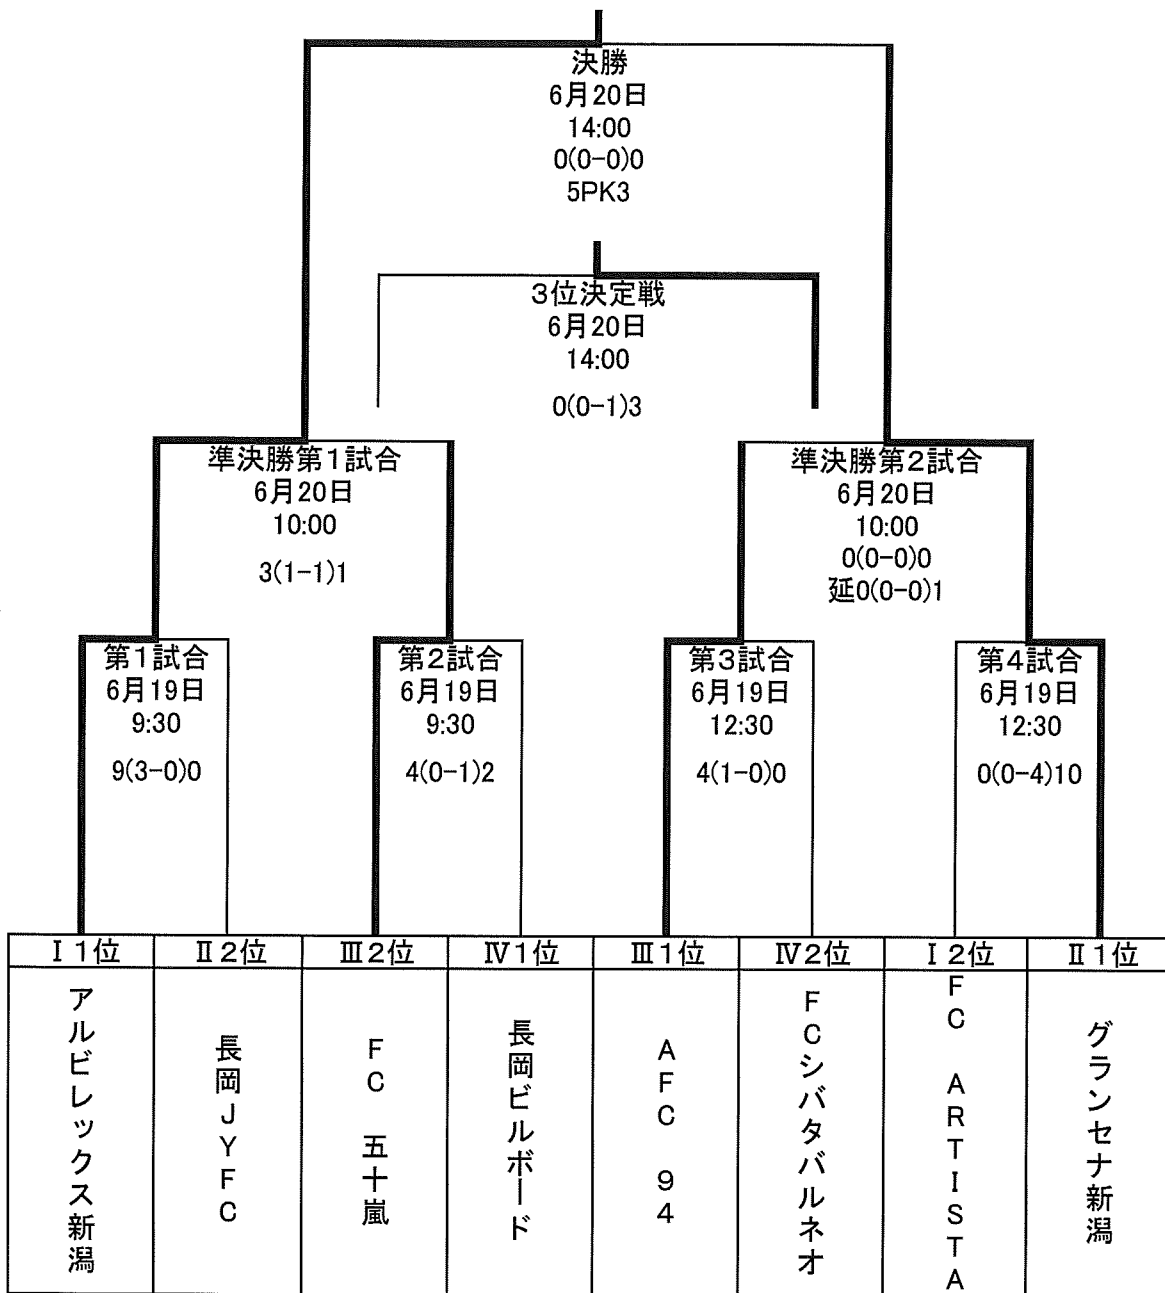 決勝
6月20日
14:00
0(0-0)0
5PK3
3位決定戦
6月20日
14:00
0(0-1)3
準決勝第1試合
6月20日
10:00
3(1-1)1
準決勝第2試合
6月20日
10:00
0(0-0)0
延0(0-0)1
第1試合
6月19日
9:30
9(3-0)0
第2試合
6月19日
9:30
4(0-1)2
第3試合
6月19日
12:30
4(1-0)0
第4試合
6月19日
12:30
0(0-4)10
Ⅰ1位
Ⅱ2位
Ⅲ2位
Ⅳ1位
Ⅲ1位
Ⅳ2位
Ⅰ2位
Ⅱ1位
アルビレックス新潟
長岡JYFC
FC 五十嵐
長岡ビルボード
AFC 94
FCシバタバルネオ
FC ARTISTA
グランセナ新潟